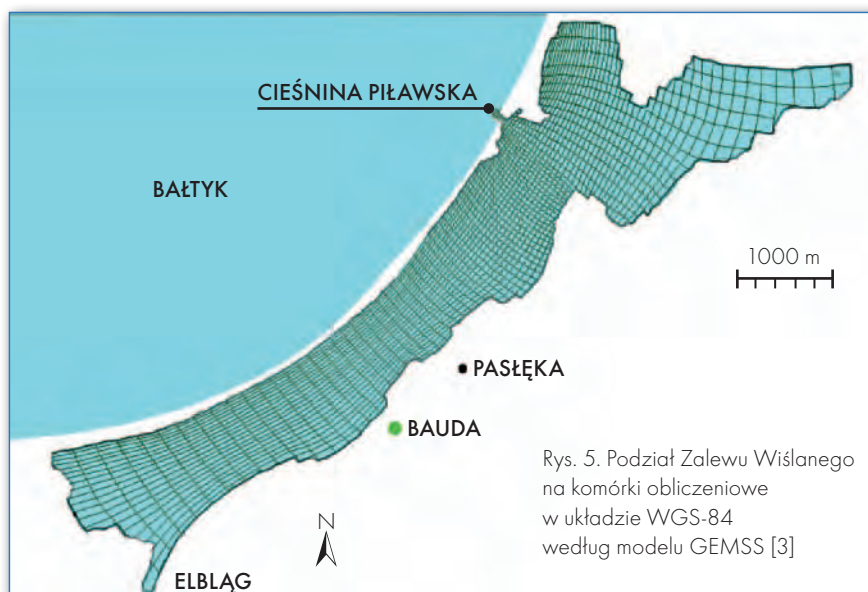 CIEŚNINA PIŁAWSKA
BAŁTYK
1000 m
PASŁĘKA
BAUDA
Rys. 5. Podział Zalewu Wiślanego
na komórki obliczeniowe
w układzie WGS-84
według modelu GEMSS [3]
N
ELBLĄG